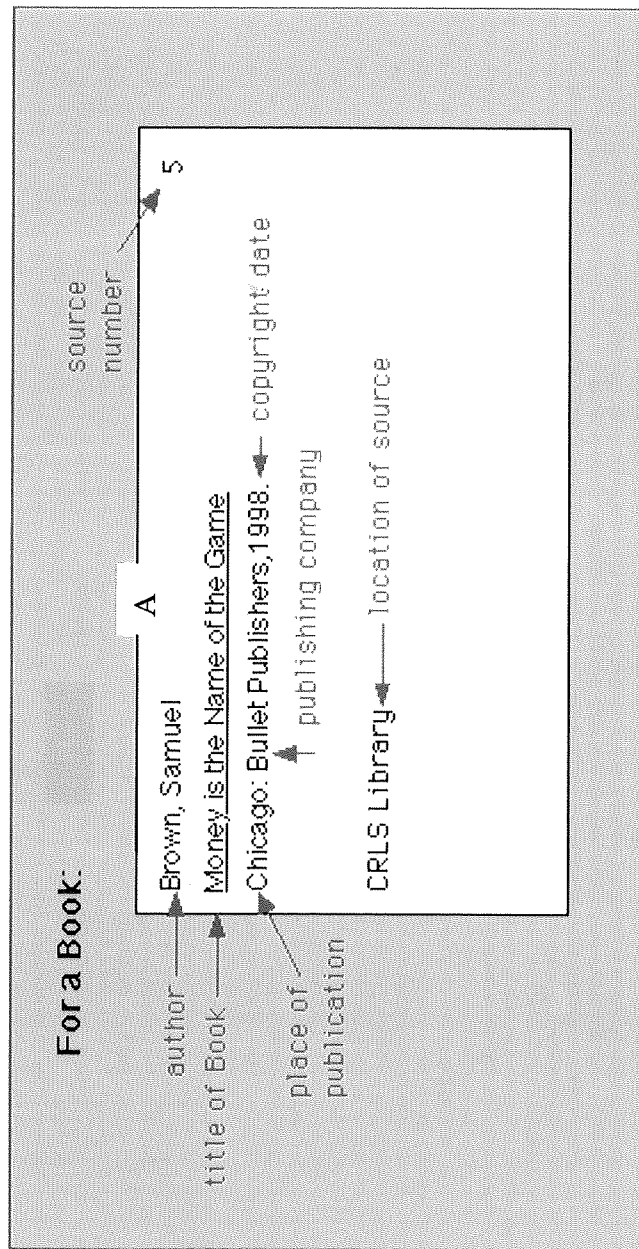 For a Book:
source
number
A
5
author
Brown, Samuel
title of Book
Money is the Name of the Game
Chicago: Bullet Publishers,1998.
copyright date
place of
publication
publishing company
CRLS Library
location of source